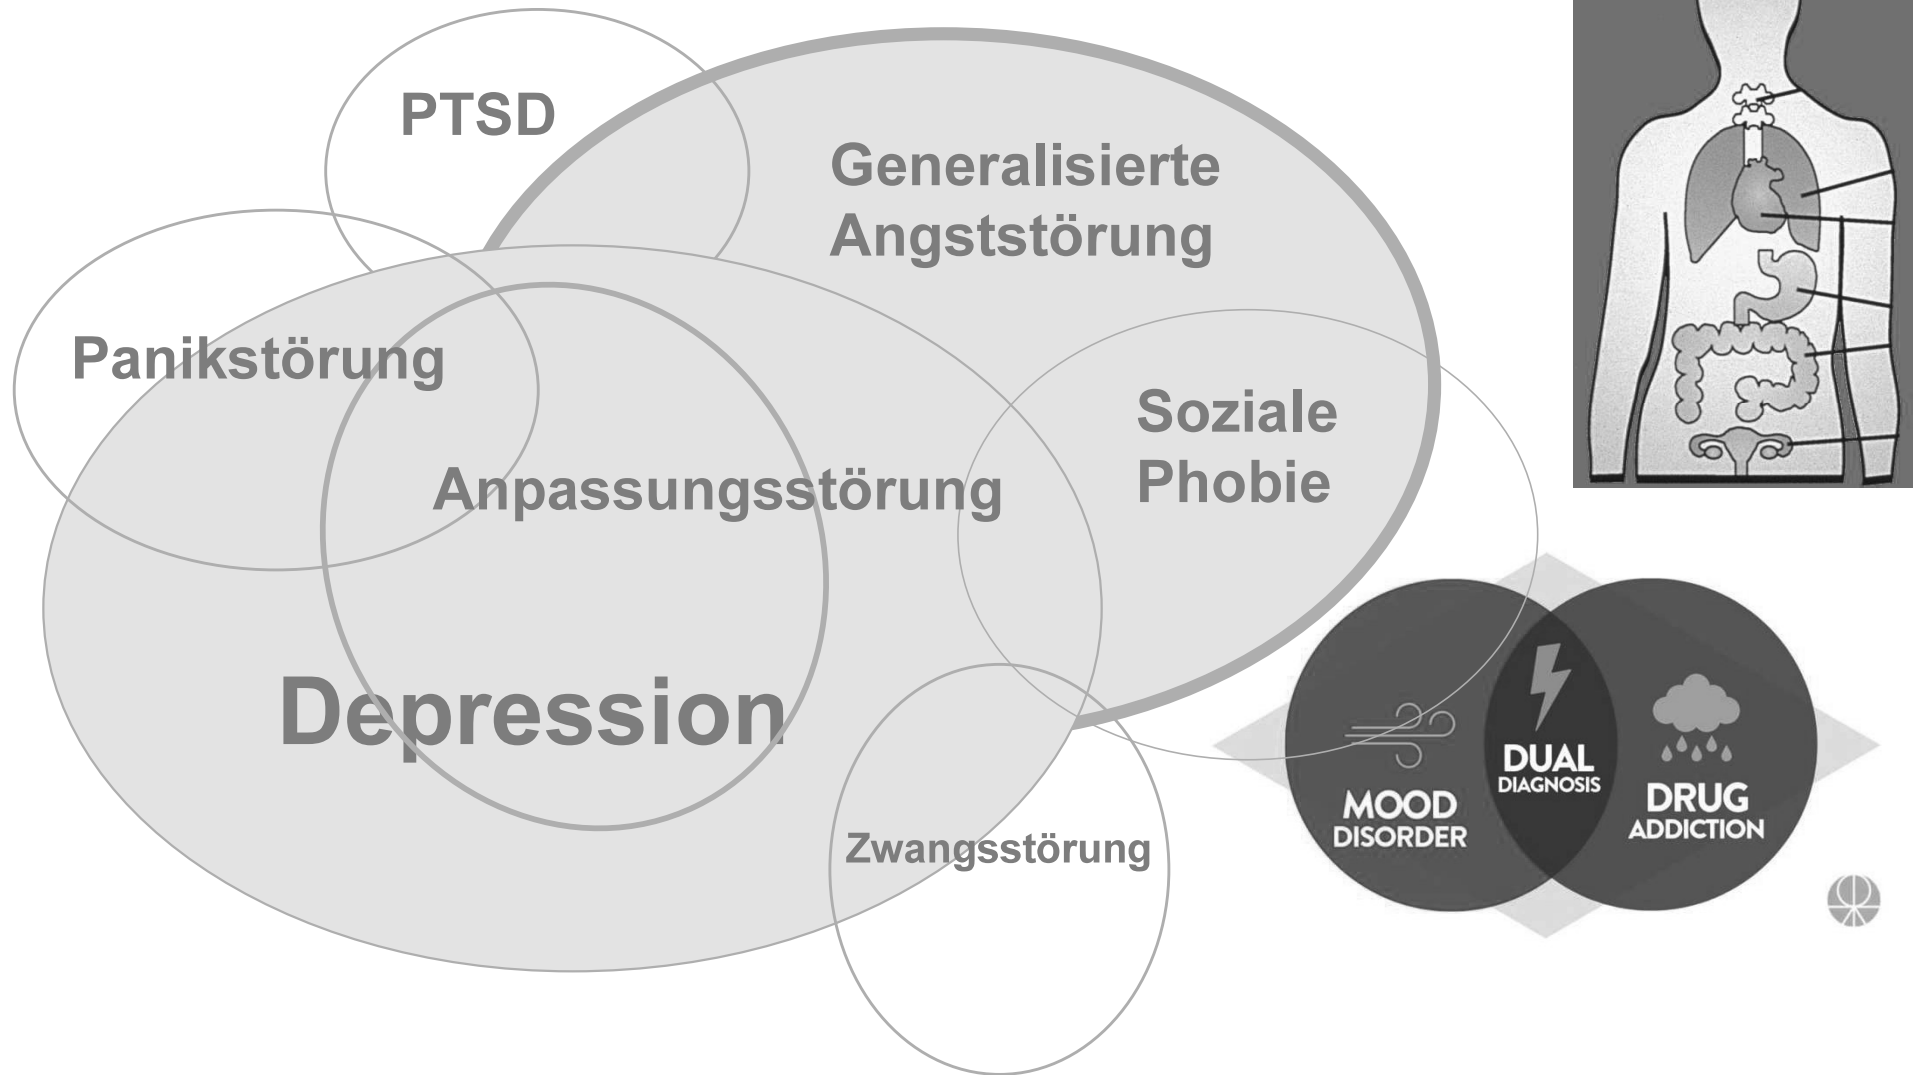 PTSD
Generalisierte
Angststörung
Panikstörung
Soziale
Phobie
Anpassungsstörung
Depression
Zwangsstörung
DUAL
DIAGNOSIS
MOOD
DISORDER
DRUG
ADDICTION